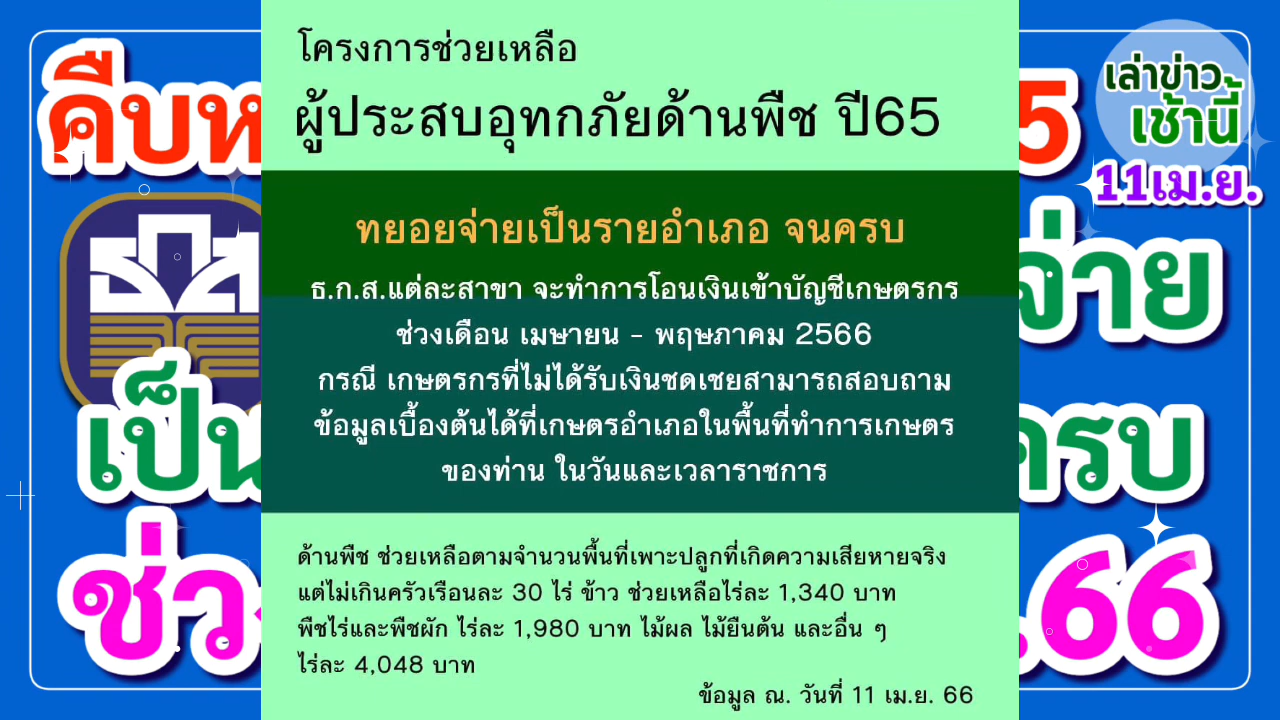 โครงการช่วยเหลือ
ผู้ประสบอุทกภัยด้านพืช ปี65
ทยอยจ่ายเป็นรายอำเภอ จนครบ
ธ.ก.ส.แต่ละสาขา จะทำการโอนเงินเข้าบัญชีเกษตรกร
ช่วงเดือน เมษายน - พฤษภาคม 2566
กรณี เกษตรกรที่ไม่ได้รับเงินชดเชยสามารถสอบถาม
ข้อมูลเบื้องต้นได้ที่เกษตรอำเภอในพื้นที่ทำการเกษตร
ของท่าน ในวันและเวลาราชการ
ด้านพืช ช่วยเหลือตามจำนวนพื้นที่เพาะปลูกที่เกิดความเสียหายจริง
แต่ไม่เกินครัวเรือนละ 30 ไร่ ข้าว ช่วยเหลือไร่ละ 1,340 บาท
พืชไร่และพืชผัก ไร่ละ 1,980 บาท ไม้ผล ไม้ยืนต้น และอื่น ๆ
ไร่ละ 4,048 บาท
ข้อมูล ณ. วันที่ 11 เม.ย. 66
คืบห
5
เล่าข่าว
เช้านี้
11เม.ย.
จ่าย
เป็น
ครบ
ช่ว
.66